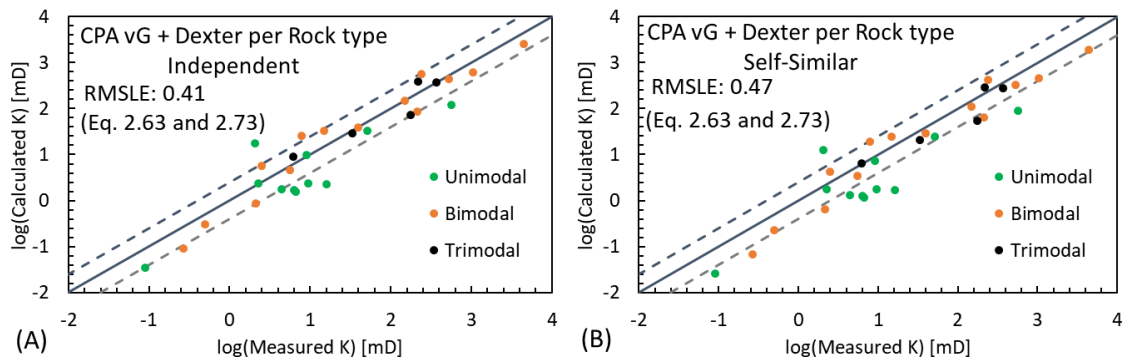 CPA vG + Dexter per Rock type
Independent
RMSLE: 0.41
(Eq. 2.63 and 2.73)
Unimodal
Bimodal
Trimodal
log(Calculated K) [mD]
4
3
2
1
0
-1
-2
-2 -1 0 1 2 3 4
log(Measured K) [mD]
(A)
CPA vG + Dexter per Rock type
Self-Similar
RMSLE: 0.47
(Eq. 2.63 and 2.73)
Unimodal
Bimodal
Trimodal
log(Calculated K) [mD]
4
3
2
1
0
-1
-2
-2 -1 0 1 2 3 4
log(Measured K) [mD]
(B)